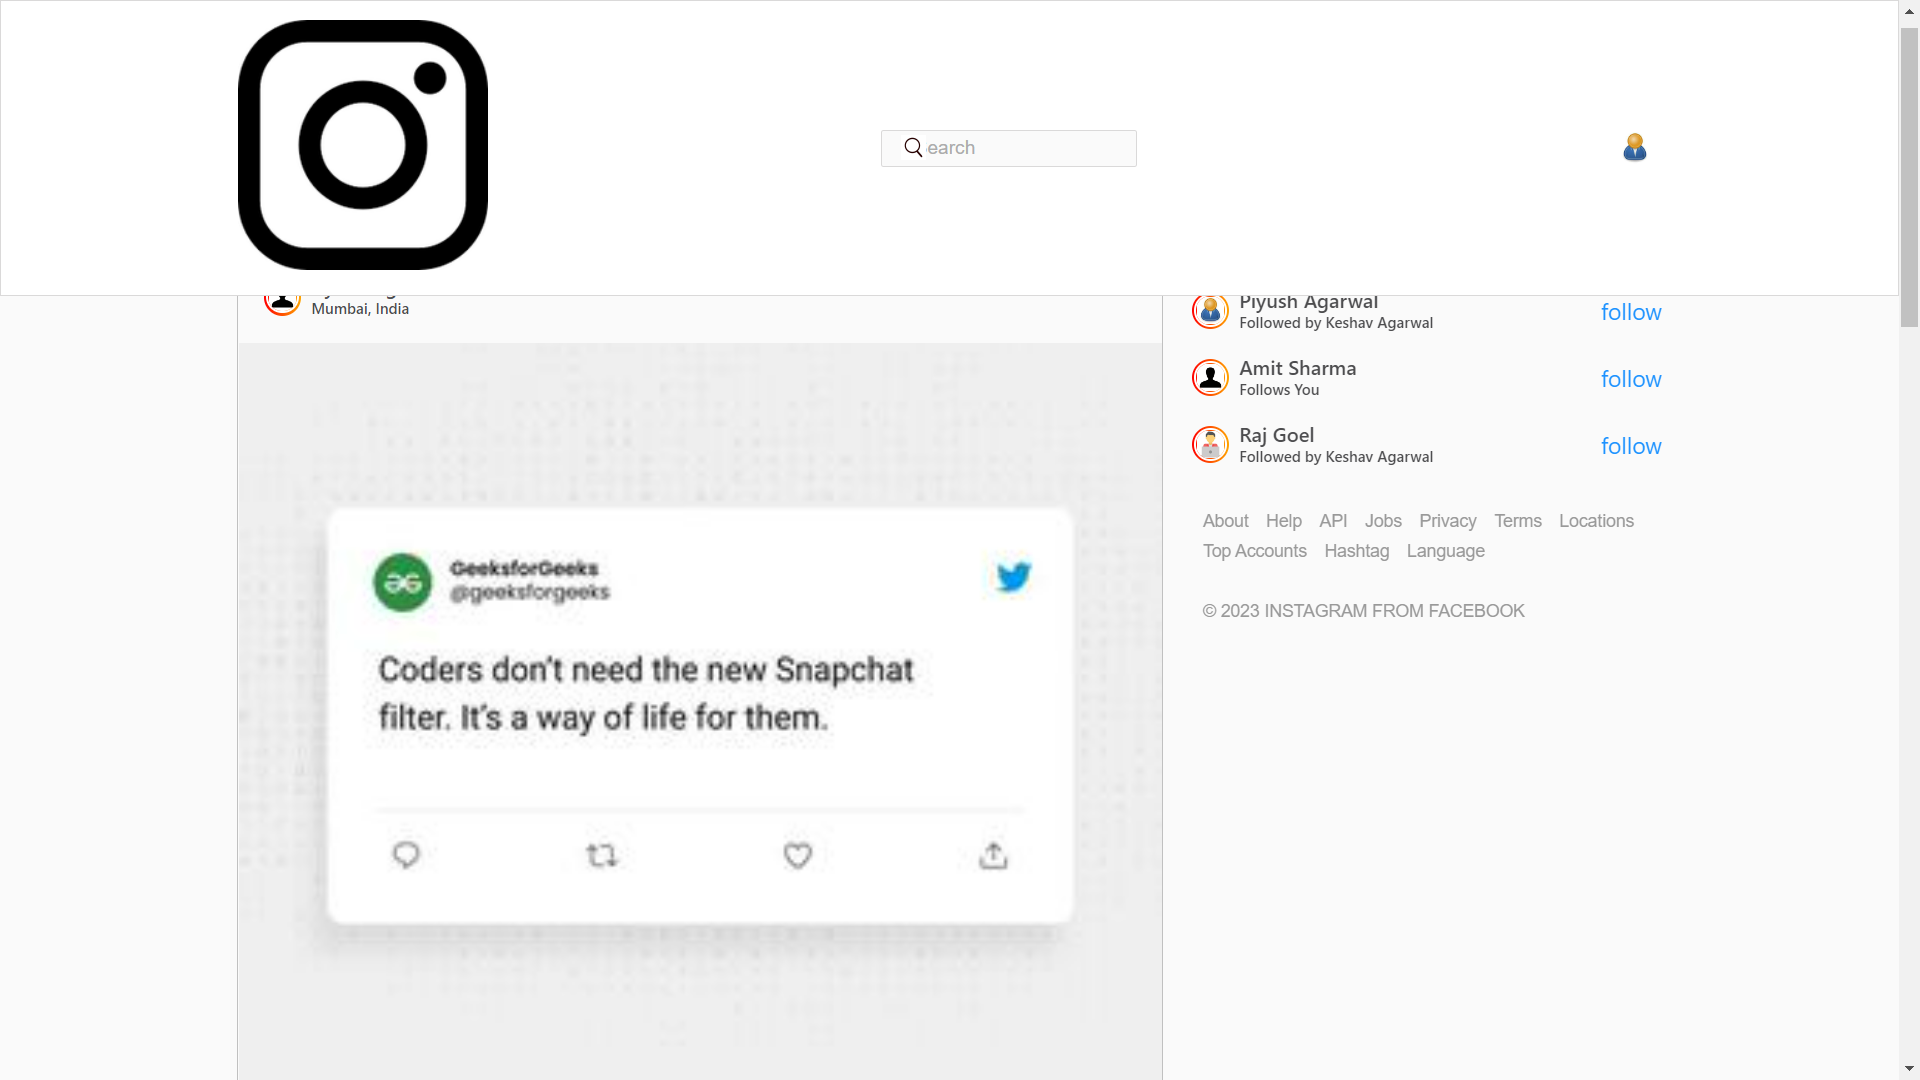 earch
Mumbai, India
Piyush Agarwal
Followed by Keshav Agarwal
follow
Amit Sharma
Follows You
follow
Raj Goel
Followed by Keshav Agarwal
follow
About Help API Jobs Privacy Terms Locations
Top Accounts Hashtag Language
© 2023 INSTAGRAM FROM FACEBOOK
GeeksforGeeks
@geeksforgeeks
Coders don't need the new Snapchat
filter. It's a way of life for them.